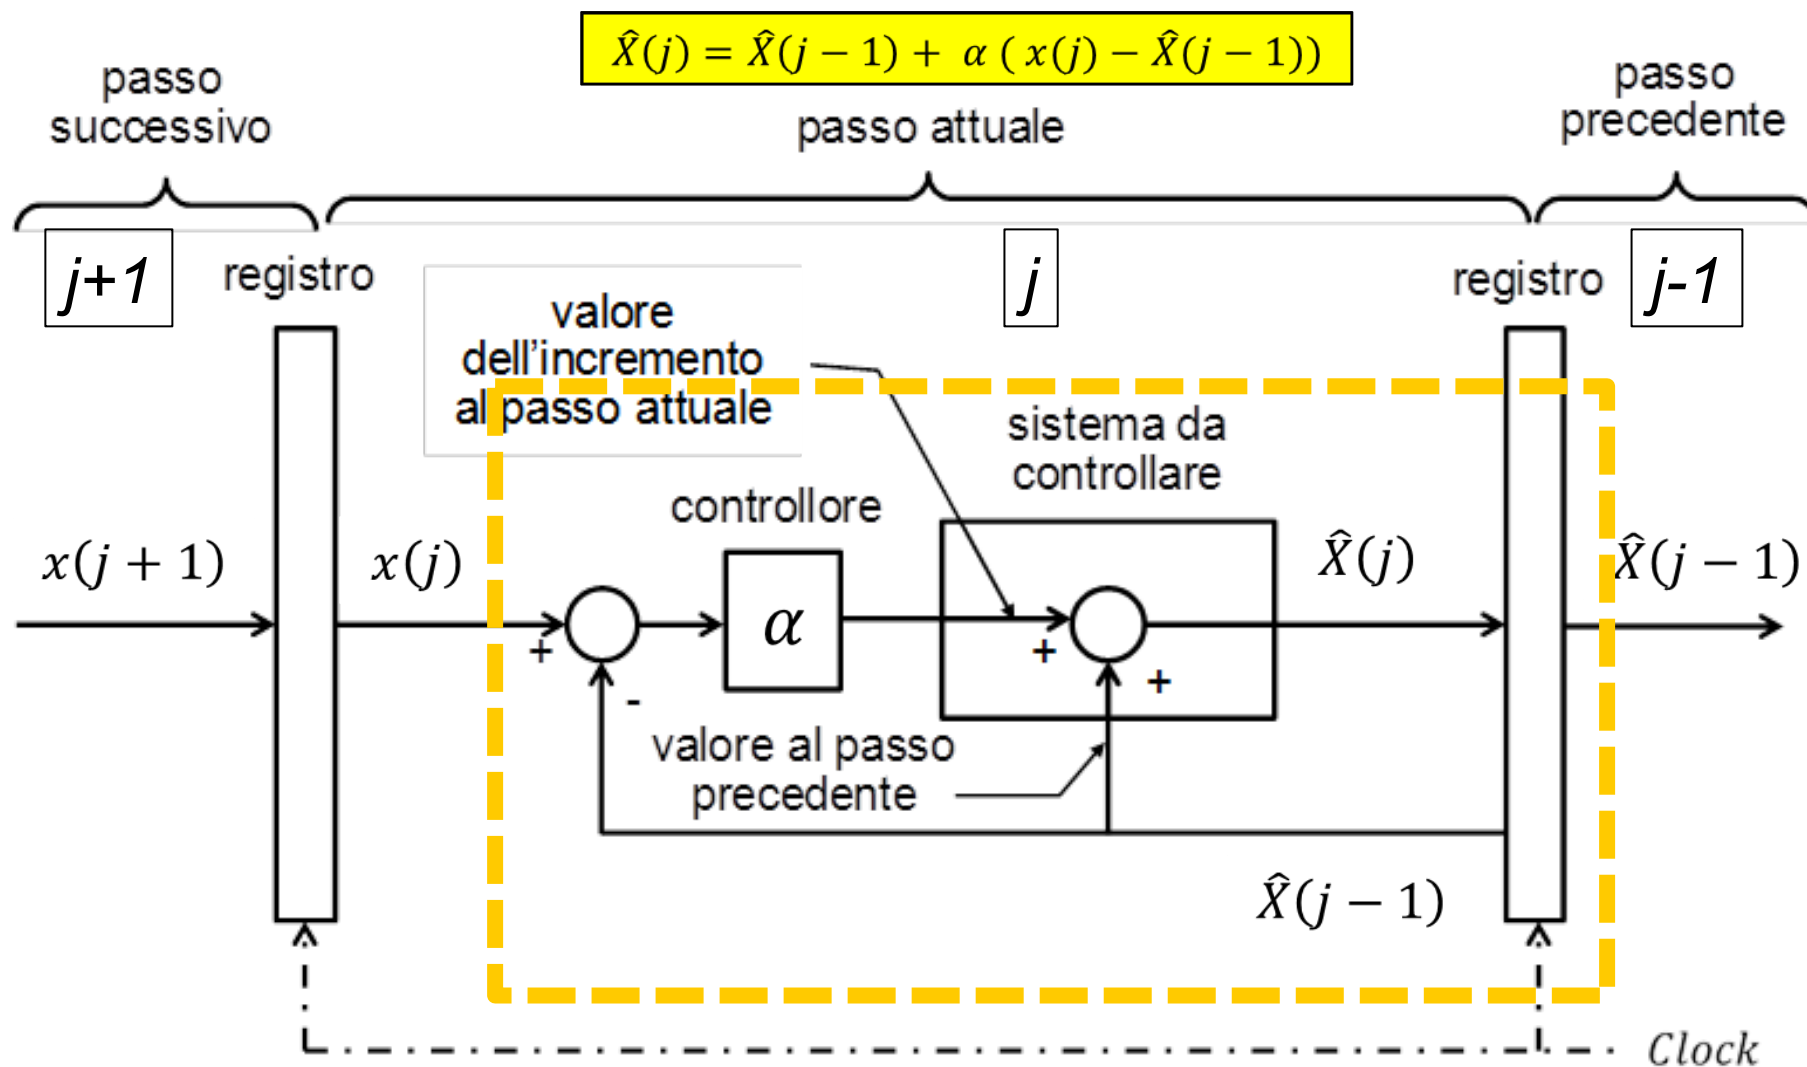 X̂(j) = X̂(j − 1) + α ( x(j) − X̂(j − 1))
passo
successivo
passo attuale
passo
precedente
j+1
j
j-1
registro
registro
valore
dell'incremento
al passo attuale
sistema da
controllare
controllore
x(j + 1)
x(j)
X̂(j)
X̂(j − 1)
α
+
-
+
+
valore al passo
precedente
X̂(j − 1)
Clock